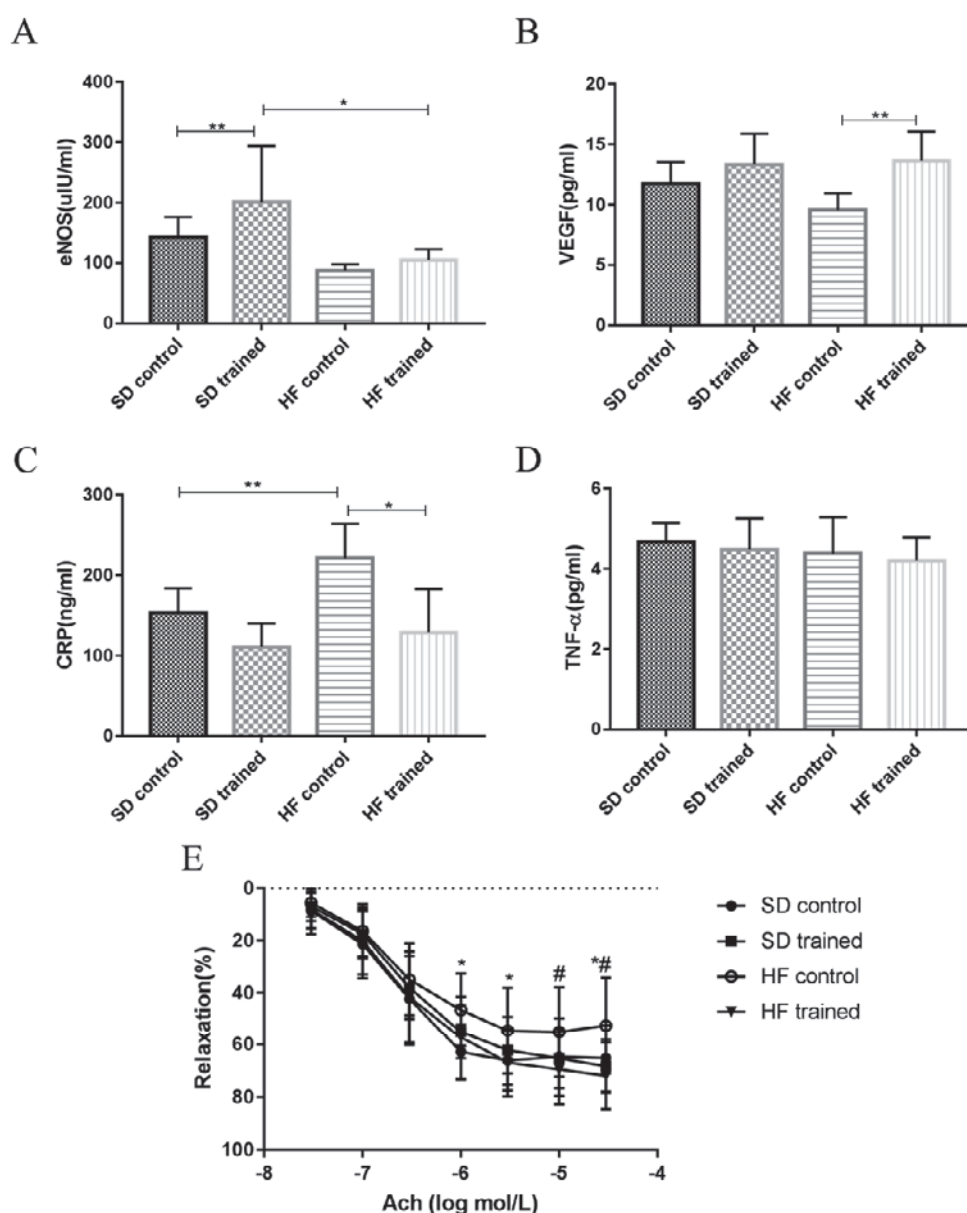 A
400
300
200
100
0
eNOS(uIU/ml)
**
*
SD control
SD trained
HF control
HF trained
B
20
15
10
5
0
VEGF(pg/ml)
**
SD control
SD trained
HF control
HF trained
C
300
200
100
0
CRP(ng/ml)
**
*
SD control
SD trained
HF control
HF trained
D
6
4
2
0
TNF-α(pg/ml)
SD control
SD trained
HF control
HF trained
E
0
20
40
60
80
100
Relaxation(%)
* * # *#
-8 -7 -6 -5 -4
Ach (log mol/L)
SD control
SD trained
HF control
HF trained